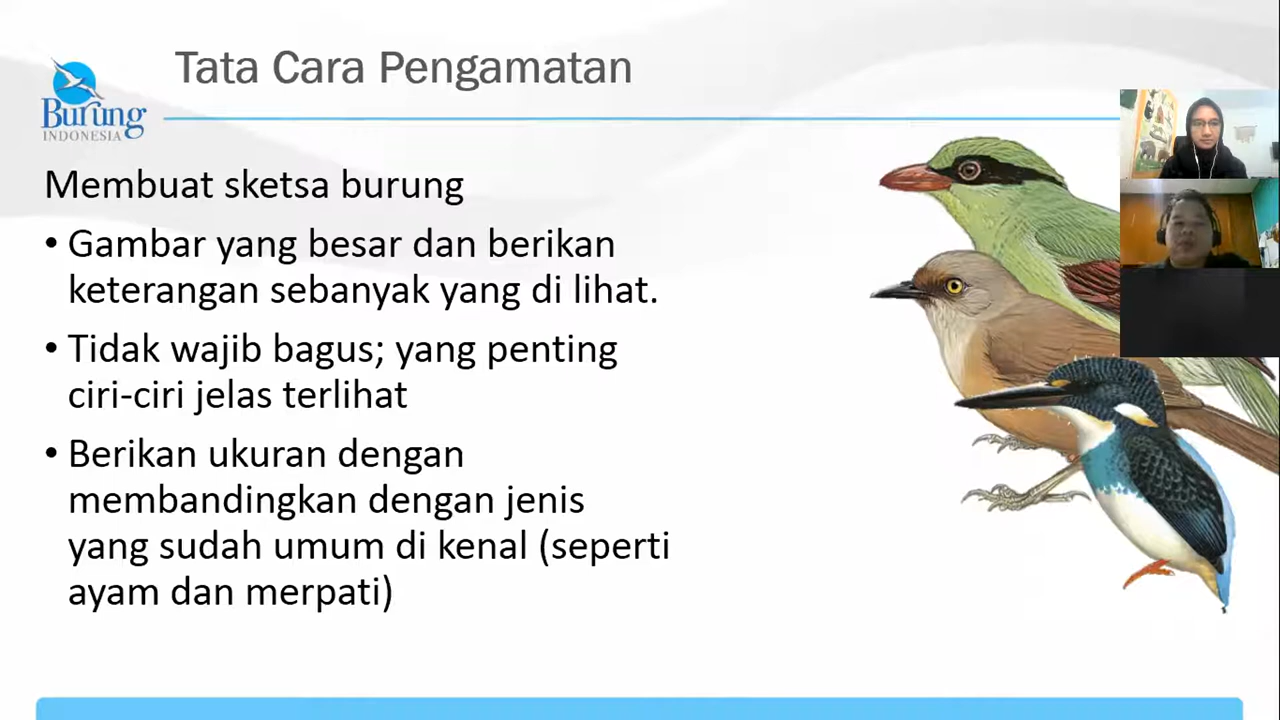 Tata Cara Pengamatan
Burung
INDONESIA
Membuat sketsa burung
• Gambar yang besar dan berikan
keterangan sebanyak yang di lihat.
• Tidak wajib bagus; yang penting
ciri-ciri jelas terlihat
• Berikan ukuran dengan
membandingkan dengan jenis
yang sudah umum di kenal (seperti
ayam dan merpati)